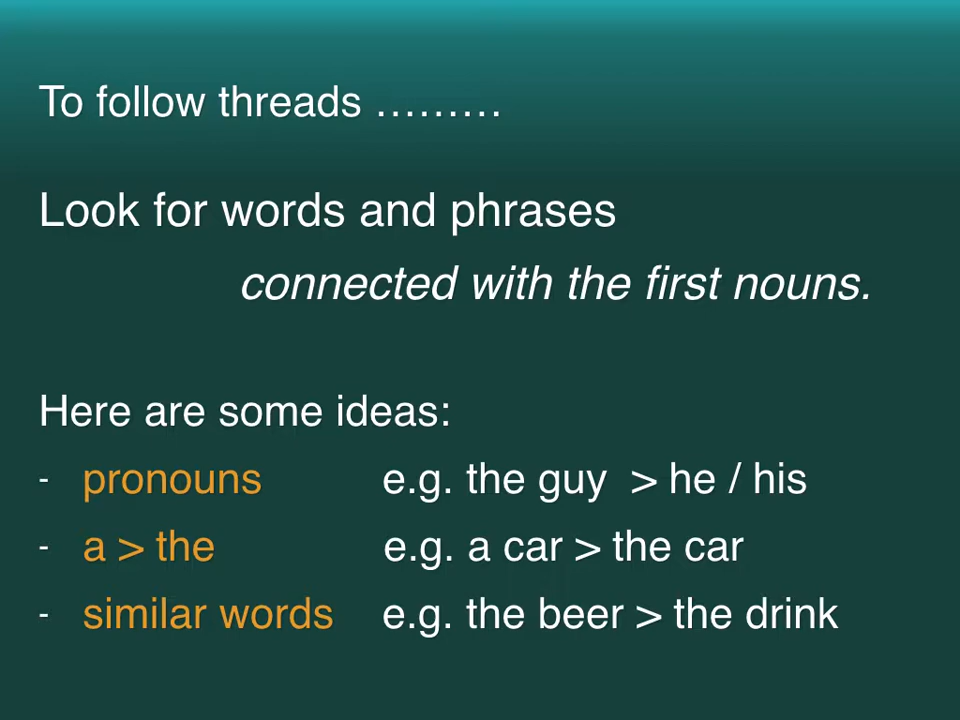 To follow threads ………
Look for words and phrases
connected with the first nouns.
Here are some ideas:
- pronouns e.g. the guy > he / his
- a > the e.g. a car > the car
- similar words e.g. the beer > the drink